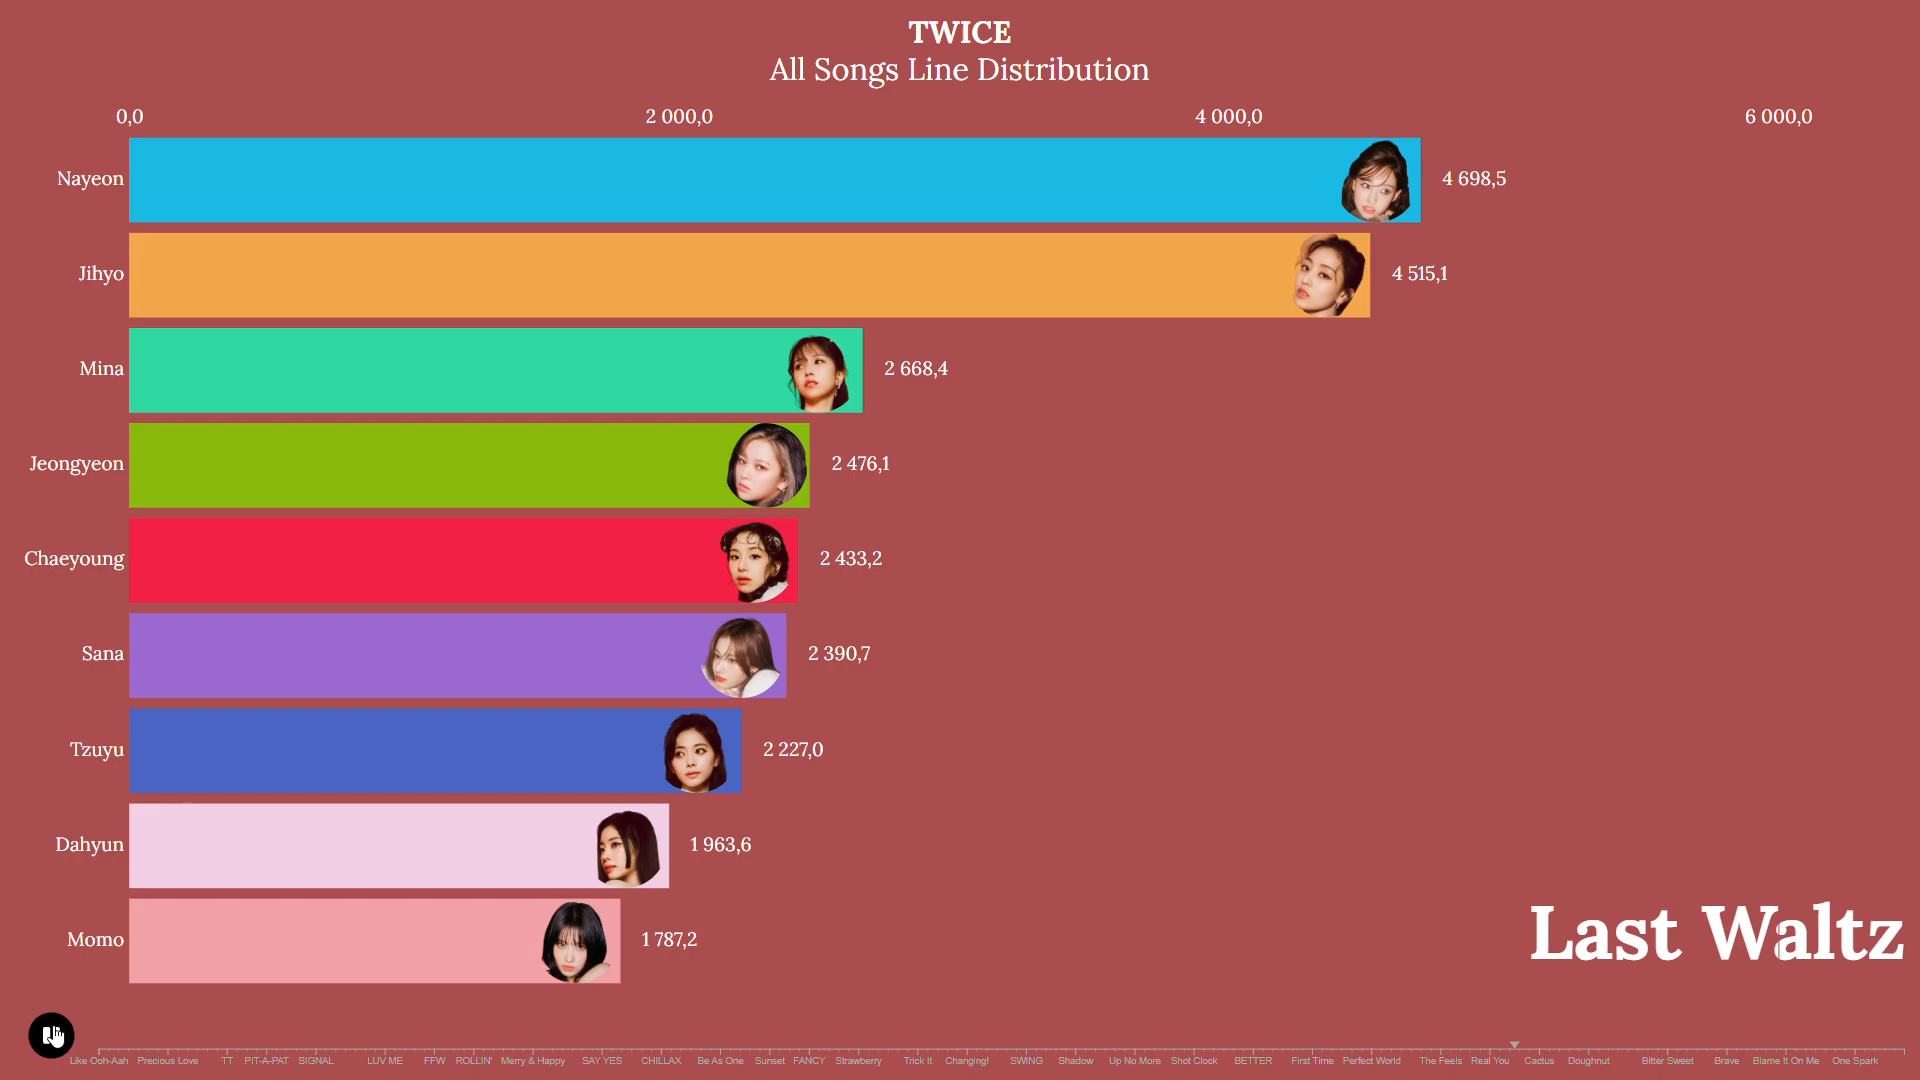 TWICE
All Songs Line Distribution
0,0 2 000,0 4 000,0 6 000,0
Nayeon 4 698,5
Jihyo 4 515,1
Mina 2 668,4
Jeongyeon 2 476,1
Chaeyoung 2 433,2
Sana 2 390,7
Tzuyu 2 227,0
Dahyun 1 963,6
Momo 1 787,2
Last Waltz
Like Ooh-Aah Precious Love TT PIT-A-PAT SIGNAL LUV ME FFW ROLLIN' Merry & Happy SAY YES CHILLAX Be As One Sunset FANCY Strawberry Trick It Changing! SWING Shadow Up No More Shot Clock BETTER First Time Perfect World The Feels Real You Cactus Doughnut Bitter Sweet Brave Blame It On Me One Spark